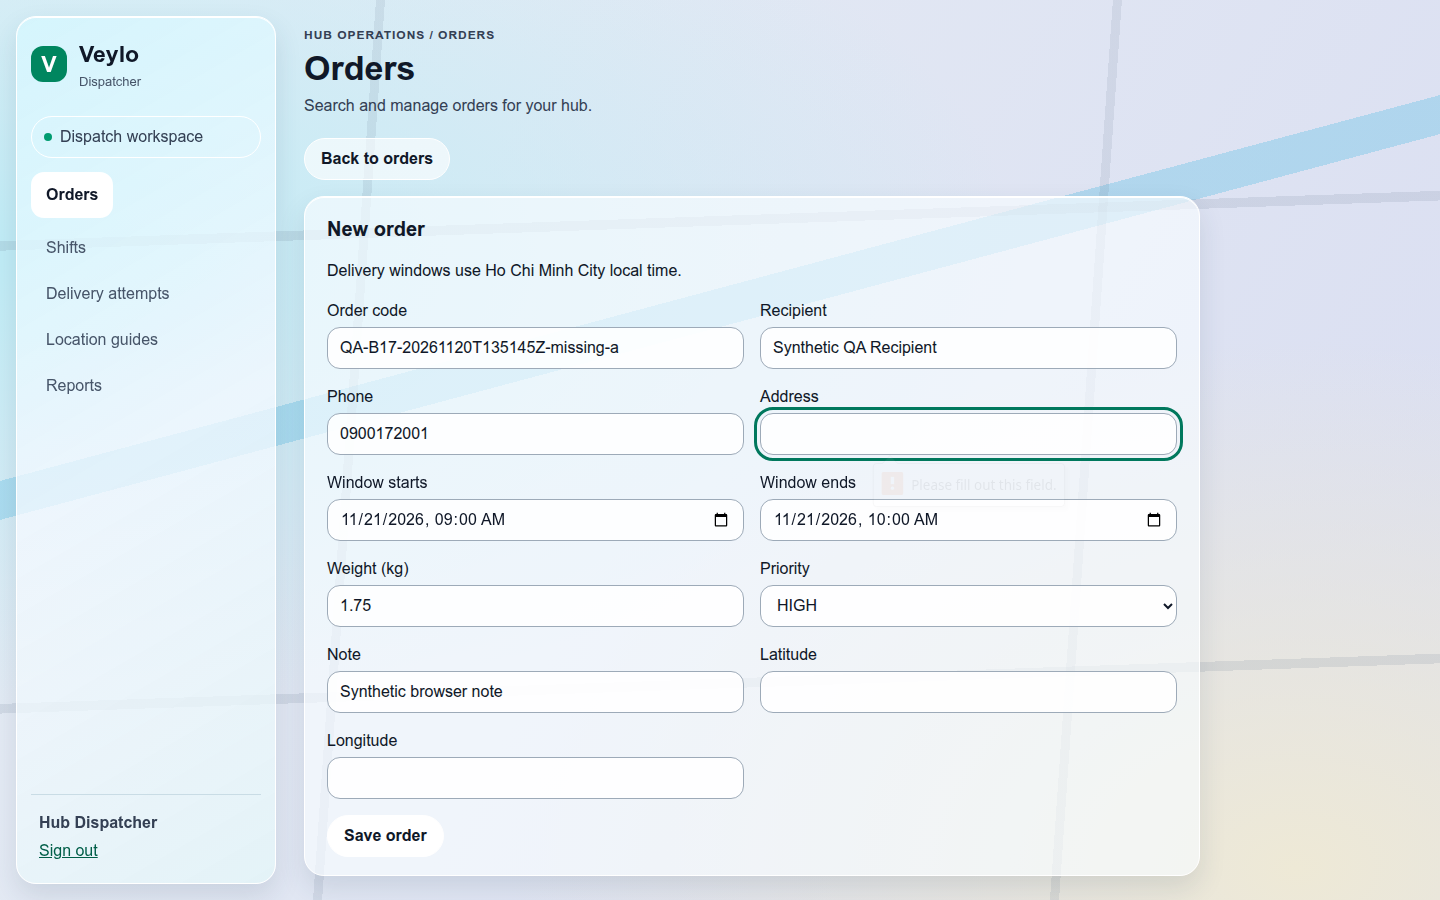 V
Veylo
Dispatcher
Dispatch workspace
Orders
Shifts
Delivery attempts
Location guides
Reports
Hub Dispatcher
Sign out
HUB OPERATIONS / ORDERS
Orders
Search and manage orders for your hub.
Back to orders
New order
Delivery windows use Ho Chi Minh City local time.
Order code
QA-B17-20261120T135145Z-missing-a
Recipient
Synthetic QA Recipient
Phone
0900172001
Address
! Please fill out this field.
Window starts
11/21/2026, 09:00 AM
Window ends
11/21/2026, 10:00 AM
Weight (kg)
1.75
Priority
HIGH
Note
Synthetic browser note
Latitude
Longitude
Save order